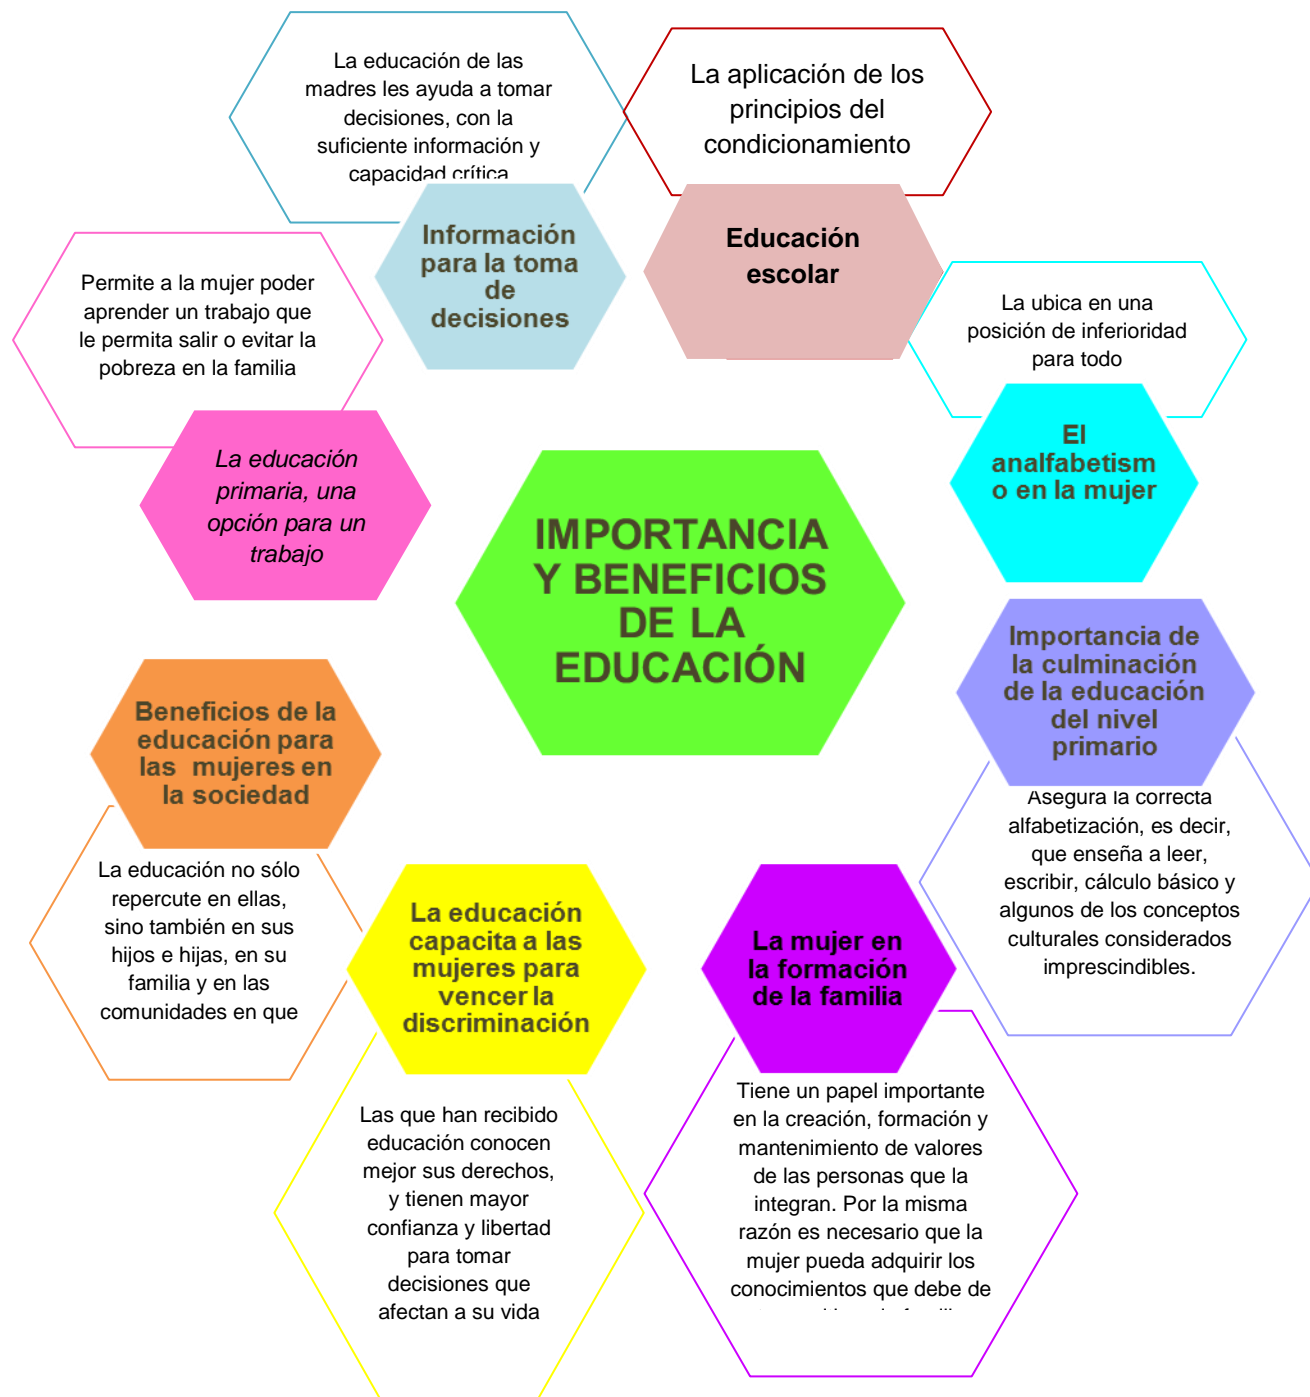 La educación de las
madres les ayuda a tomar
decisiones, con la
suficiente información y
capacidad crítica
Información
para la toma
de
decisiones
La aplicación de los
principios del
condicionamiento
Educación
escolar
Permite a la mujer poder
aprender un trabajo que
le permita salir o evitar la
pobreza en la familia
La educación
primaria, una
opción para un
trabajo
La ubica en una
posición de inferioridad
para todo
El
analfabetism
o en la mujer
IMPORTANCIA
Y BENEFICIOS
DE LA
EDUCACIÓN
Importancia de
la culminación
de la educación
del nivel
primario
Asegura la correcta
alfabetización, es decir,
que enseña a leer,
escribir, cálculo básico y
algunos de los conceptos
culturales considerados
imprescindibles.
Beneficios de la
educación para
las mujeres en
la sociedad
La educación no sólo
repercute en ellas,
sino también en sus
hijos e hijas, en su
familia y en las
comunidades en que
La educación
capacita a las
mujeres para
vencer la
discriminación
Las que han recibido
educación conocen
mejor sus derechos,
y tienen mayor
confianza y libertad
para tomar
decisiones que
afectan a su vida
La mujer en
la formación
de la familia
Tiene un papel importante
en la creación, formación y
mantenimiento de valores
de las personas que la
integran. Por la misma
razón es necesario que la
mujer pueda adquirir los
conocimientos que debe de